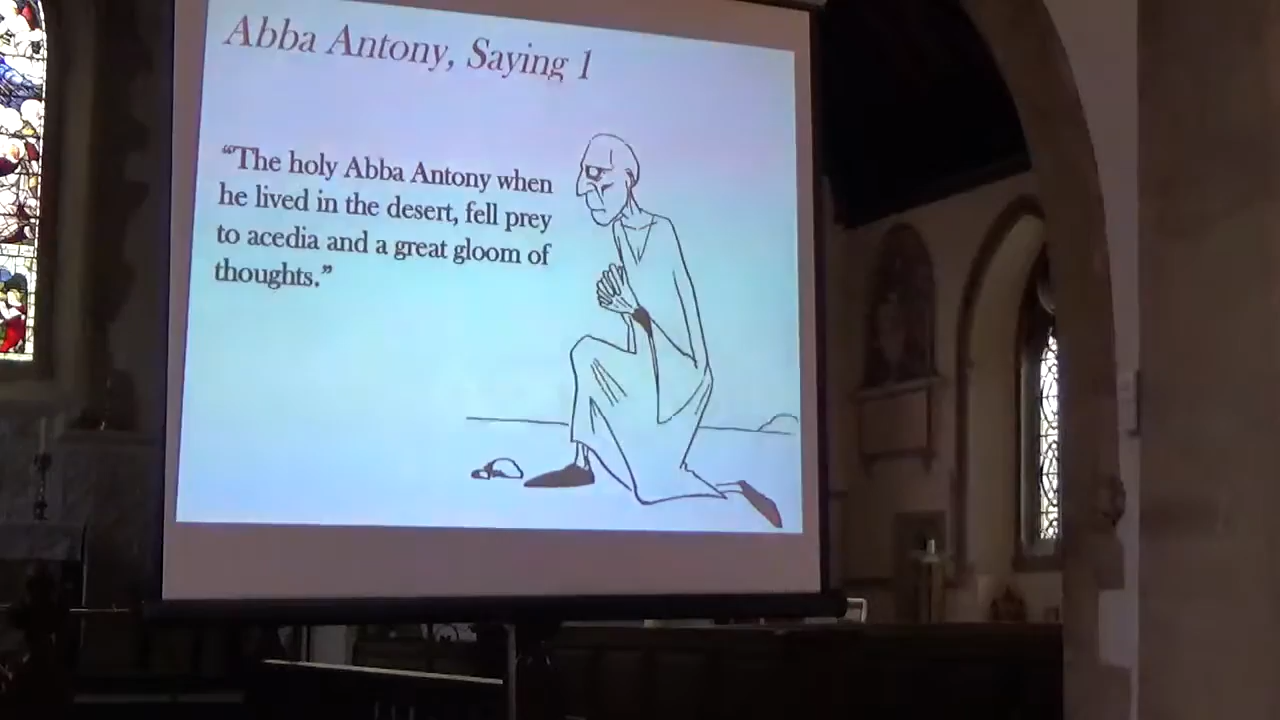 Abba Antony, Saying 1
“The holy Abba Antony when
he lived in the desert, fell prey
to acedia and a great gloom of
thoughts.”